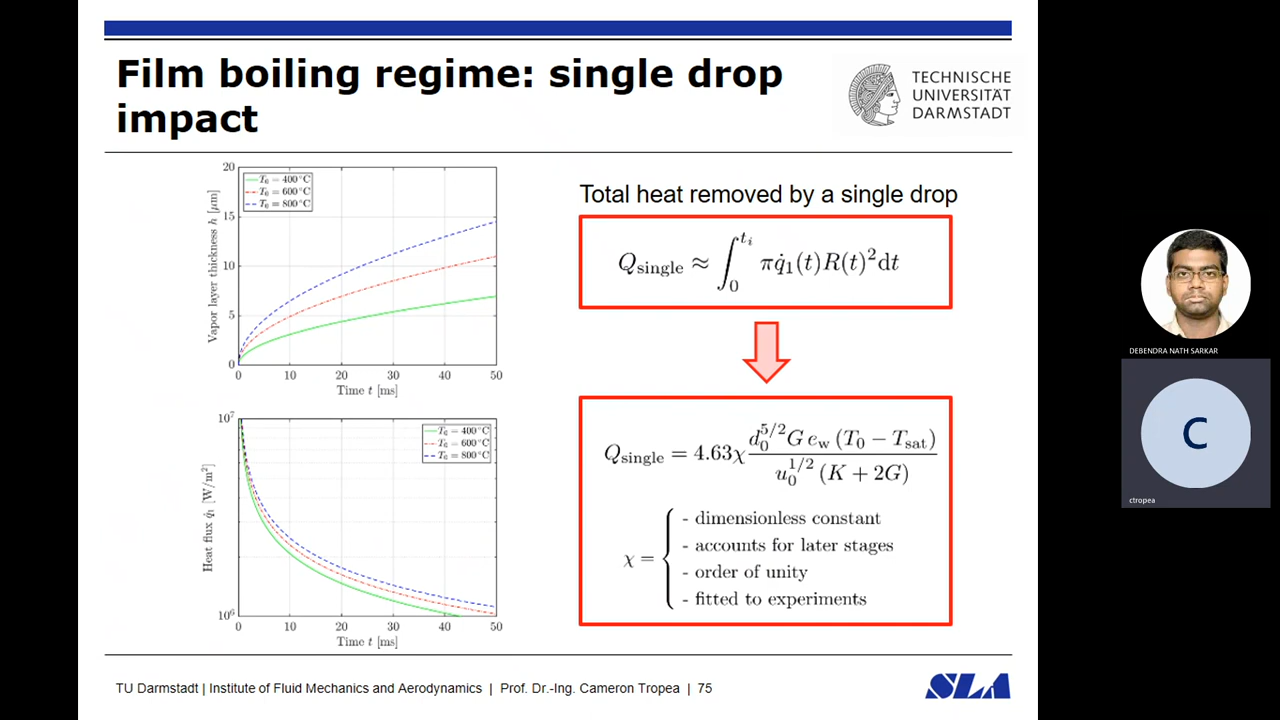 Film boiling regime: single drop
impact
TECHNISCHE
UNIVERSITÄT
DARMSTADT
20
15
10
5
0
Vapor layer thickness h [μm]
T₀ = 400 °C
T₀ = 600 °C
T₀ = 800 °C
0 10 20 30 40 50
Time t [ms]
10⁷
10⁶
Heat flux q̇₁ [W/m²]
T₀ = 400 °C
T₀ = 600 °C
T₀ = 800 °C
0 10 20 30 40 50
Time t [ms]
Total heat removed by a single drop
Q_single ≈ ∫₀^{t_i} πq̇₁(t)R(t)²dt
Q_single = 4.63χ d₀^{5/2} G e_w (T₀ − T_sat) / u₀^{1/2} (K + 2G)
χ = {
- dimensionless constant
- accounts for later stages
- order of unity
- fitted to experiments
TU Darmstadt | Institute of Fluid Mechanics and Aerodynamics | Prof. Dr.-Ing. Cameron Tropea | 75
SLA
DEBENDRA NATH SARKAR
C
ctropea